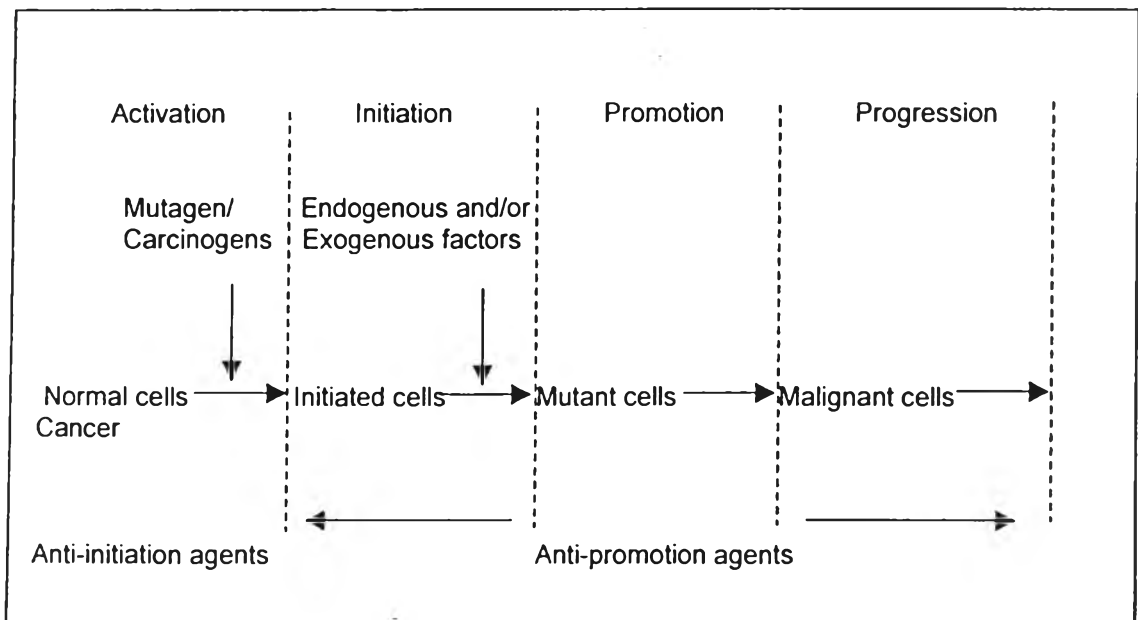 Activation Initiation Promotion Progression
Mutagen/ Endogenous and/or
Carcinogens Exogenous factors
Normal cells Initiated cells Mutant cells Malignant cells
Cancer
Anti-initiation agents Anti-promotion agents